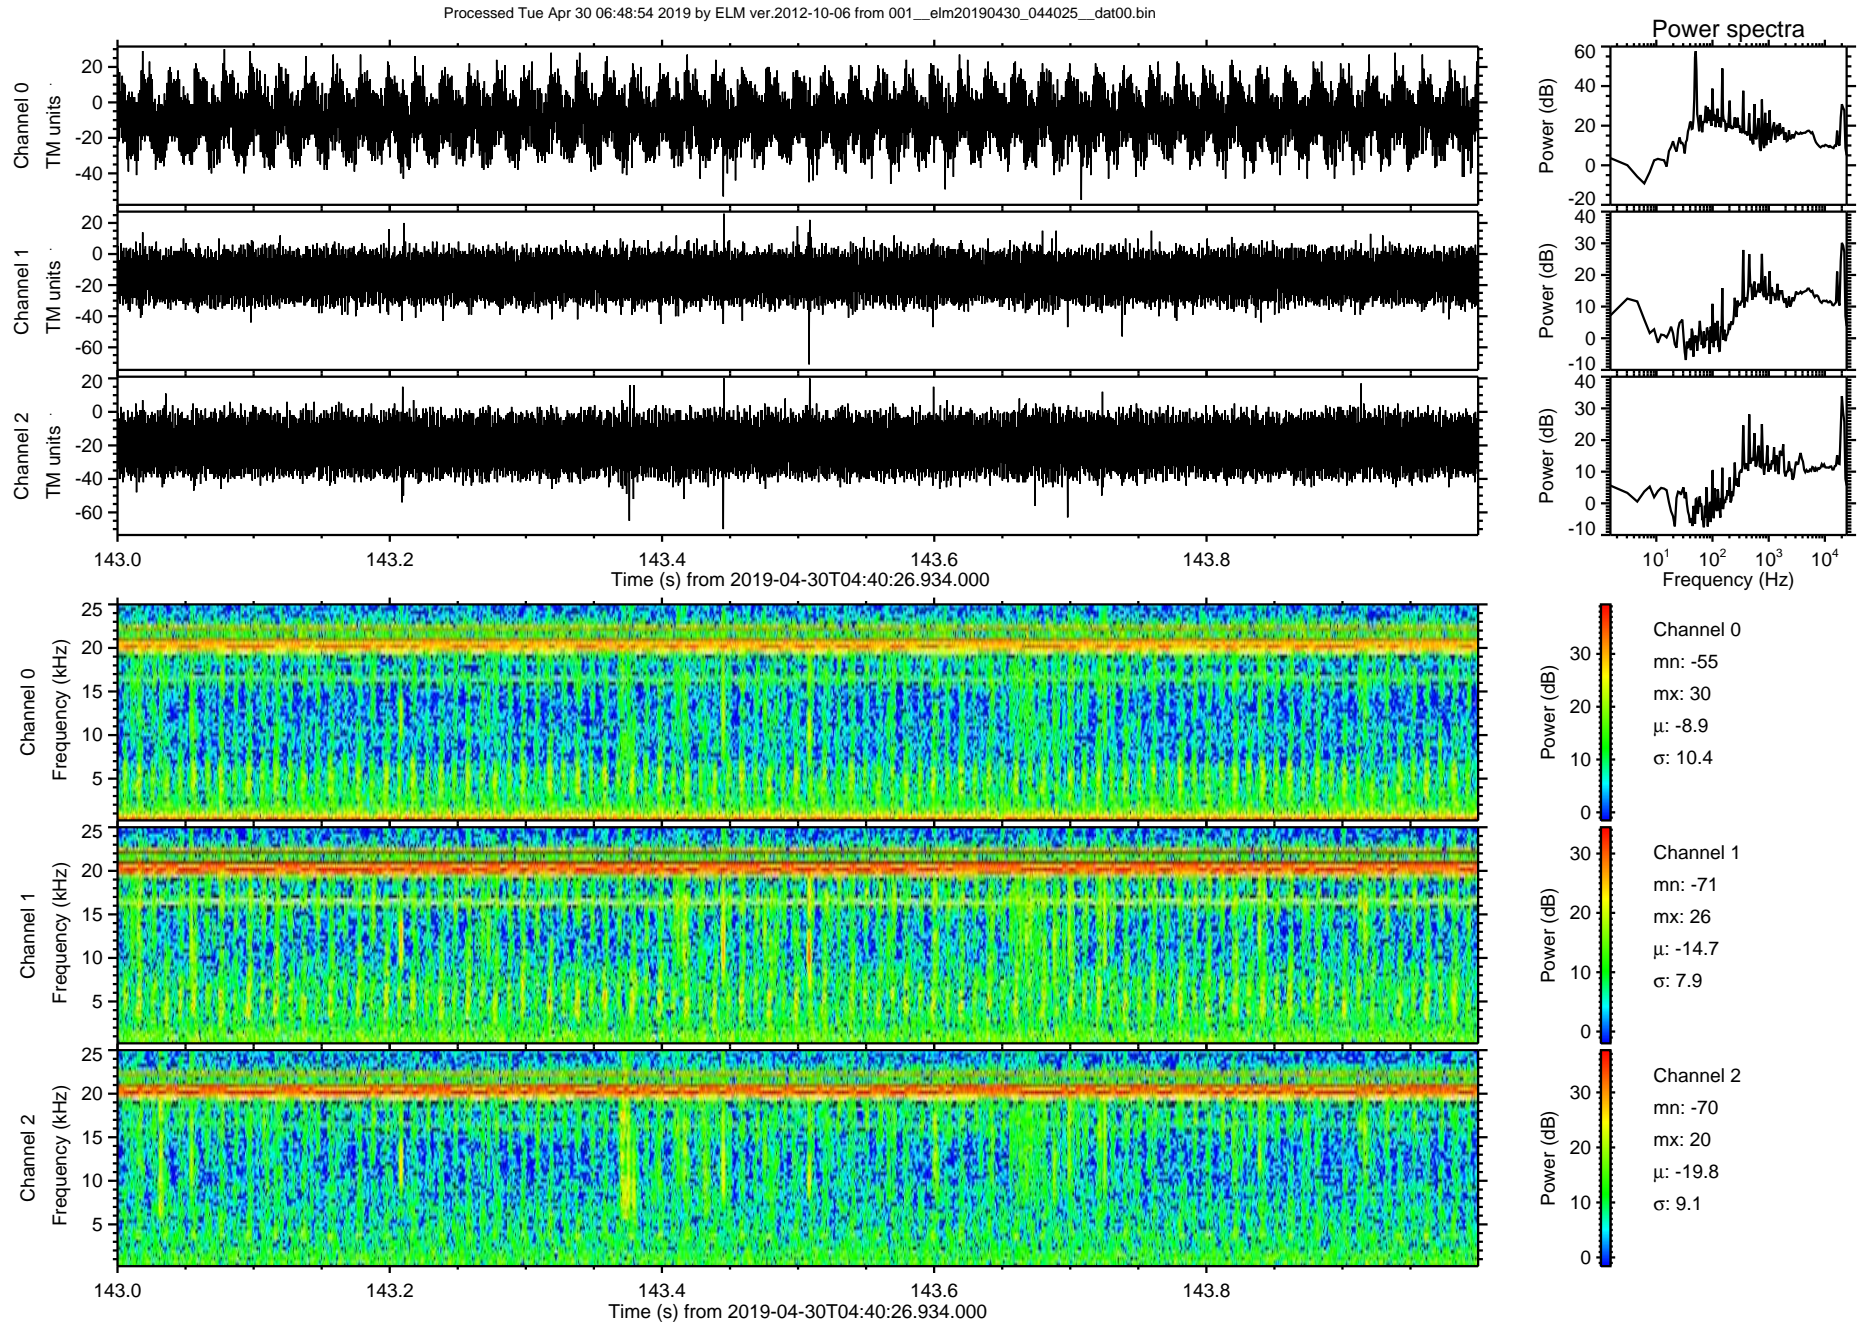 Processed Tue Apr 30 06:48:54 2019 by ELM ver.2012-10-06 from 001__elm20190430_044025__dat00.bin
Power spectra
Channel 0
TM units
20
0
-20
-40
Power (dB)
60
40
20
0
-20
Channel 1
TM units
20
0
-20
-40
-60
Power (dB)
40
30
20
10
0
-10
Channel 2
TM units
20
0
-20
-40
-60
Power (dB)
40
30
20
10
0
-10
143.0 143.2 143.4 143.6 143.8
Time (s) from 2019-04-30T04:40:26.934.000
10¹ 10² 10³ 10⁴
Frequency (Hz)
Channel 0
Frequency (kHz)
25
20
15
10
5
Power (dB)
30
20
10
0
Channel 0
mn: -55
mx: 30
μ: -8.9
σ: 10.4
Channel 1
Frequency (kHz)
25
20
15
10
5
Power (dB)
30
20
10
0
Channel 1
mn: -71
mx: 26
μ: -14.7
σ: 7.9
Channel 2
Frequency (kHz)
25
20
15
10
5
Power (dB)
30
20
10
0
Channel 2
mn: -70
mx: 20
μ: -19.8
σ: 9.1
143.0 143.2 143.4 143.6 143.8
Time (s) from 2019-04-30T04:40:26.934.000